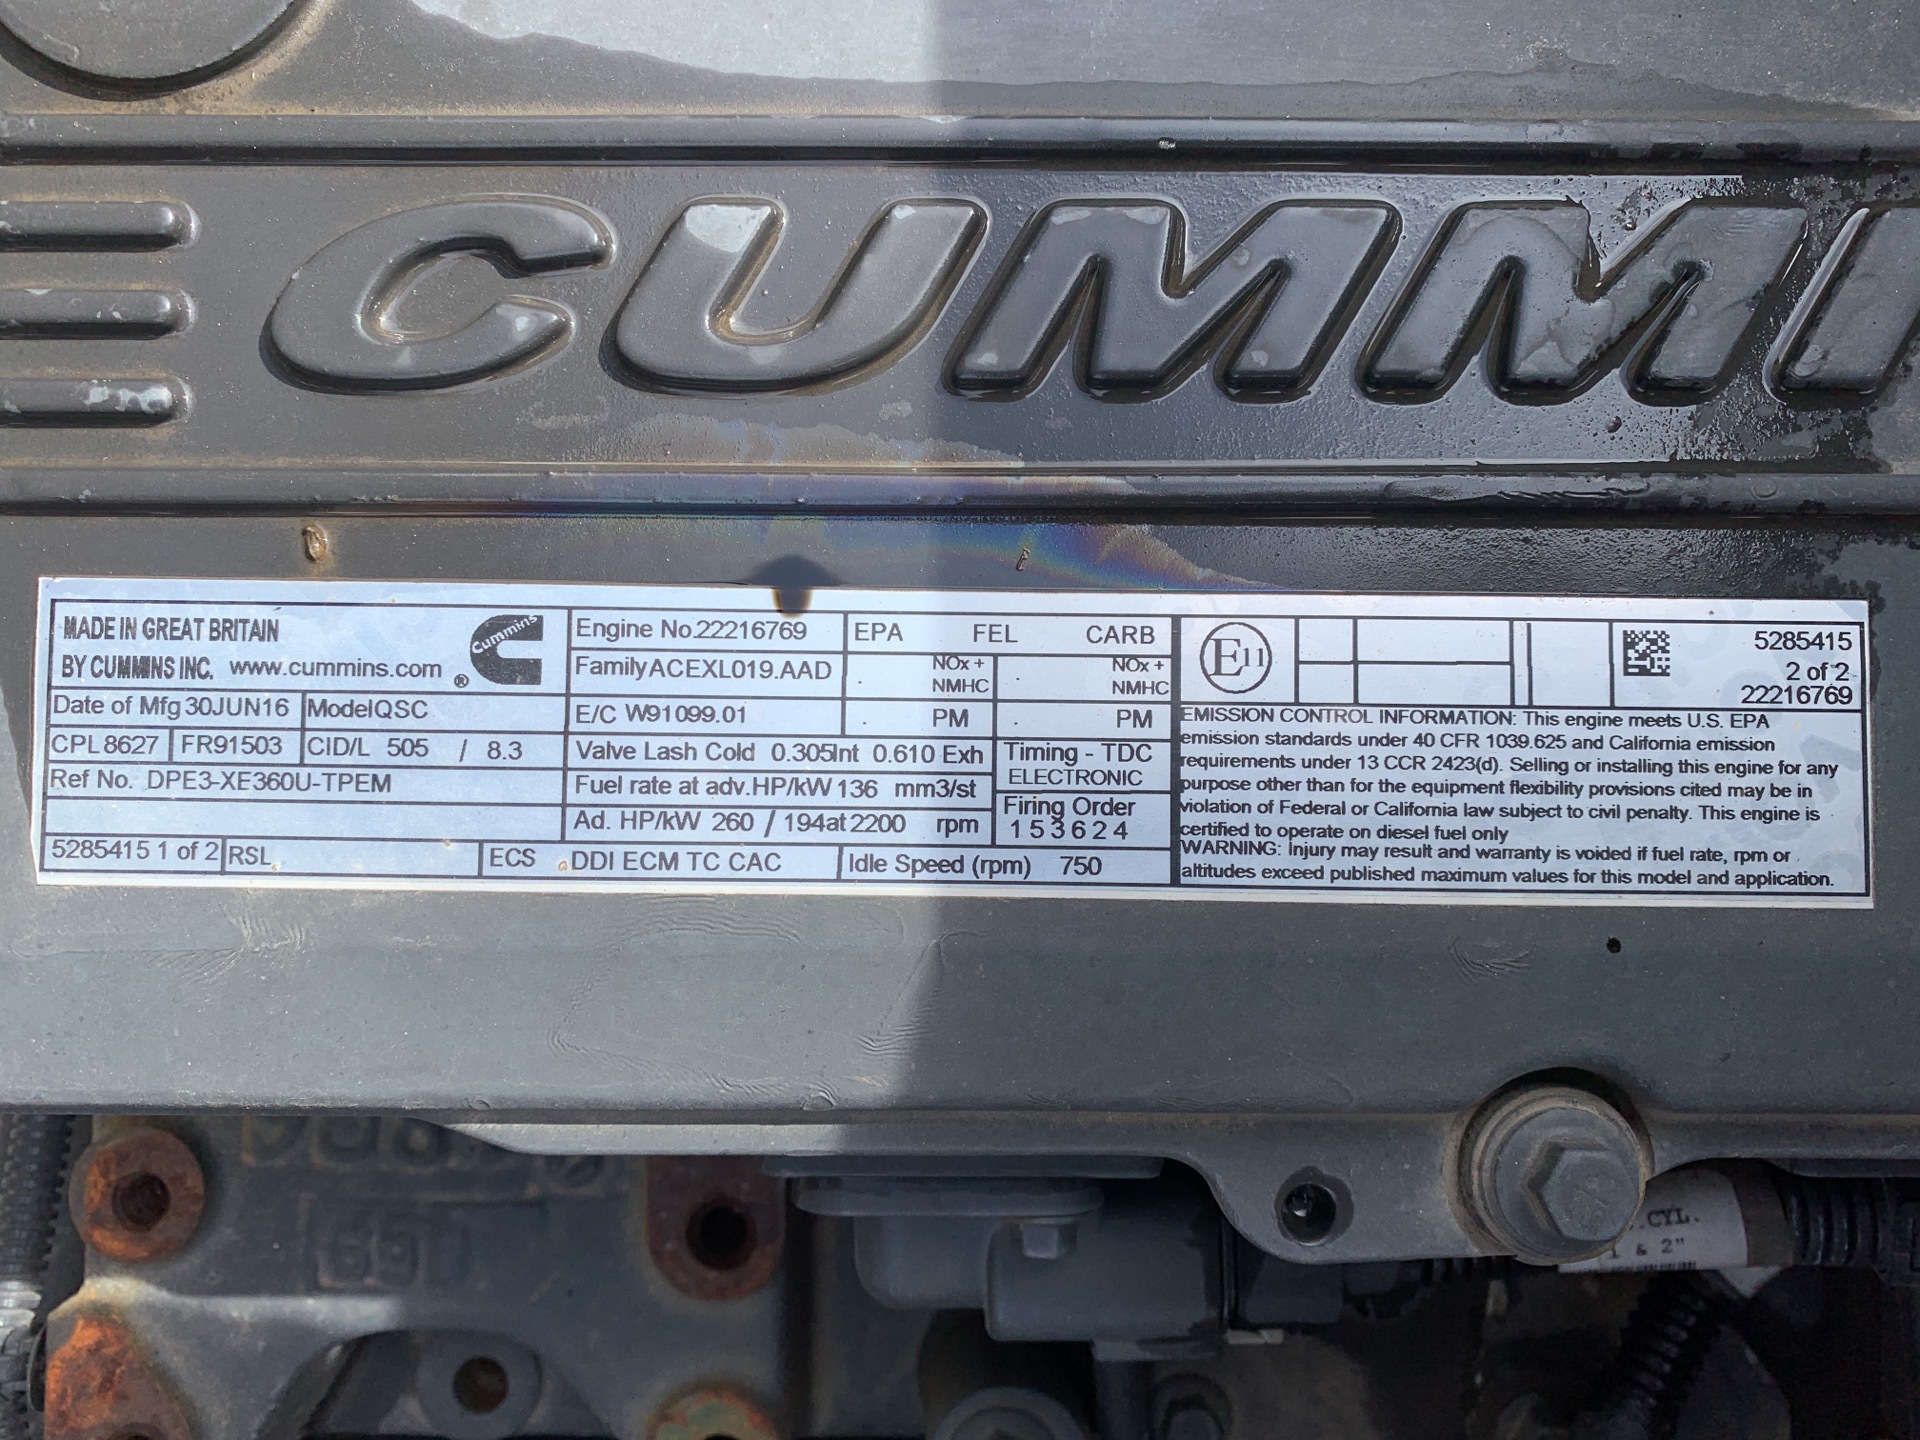 CUMMI
MADE IN GREAT BRITAIN
BY CUMMINS INC. www.cummins.com
Cummins
®
Date of Mfg 30JUN16 Model QSC
CPL 8627 FR91503 CID/L 505 / 8.3
Ref No. DPE3-XE360U-TPEM
5285415 1 of 2 RSL
Engine No. 22216769
Family ACEXL019.AAD
E/C W91099.01
Valve Lash Cold 0.305Int 0.610 Exh
Fuel rate at adv.HP/kW 136 mm3/st
Ad. HP/kW 260 / 194 at 2200 rpm
ECS DDI ECM TC CAC
EPA FEL CARB
. NOx + . NOx +
NMHC NMHC
. PM . PM
Timing - TDC
ELECTRONIC
Firing Order
1 5 3 6 2 4
Idle Speed (rpm) 750
E11
5285415
2 of 2
22216769
EMISSION CONTROL INFORMATION: This engine meets U.S. EPA
emission standards under 40 CFR 1039.625 and California emission
requirements under 13 CCR 2423(d). Selling or installing this engine for any
purpose other than for the equipment flexibility provisions cited may be in
violation of Federal or California law subject to civil penalty. This engine is
certified to operate on diesel fuel only
WARNING: Injury may result and warranty is voided if fuel rate, rpm or
altitudes exceed published maximum values for this model and application.
.CYL.
1 & 2"